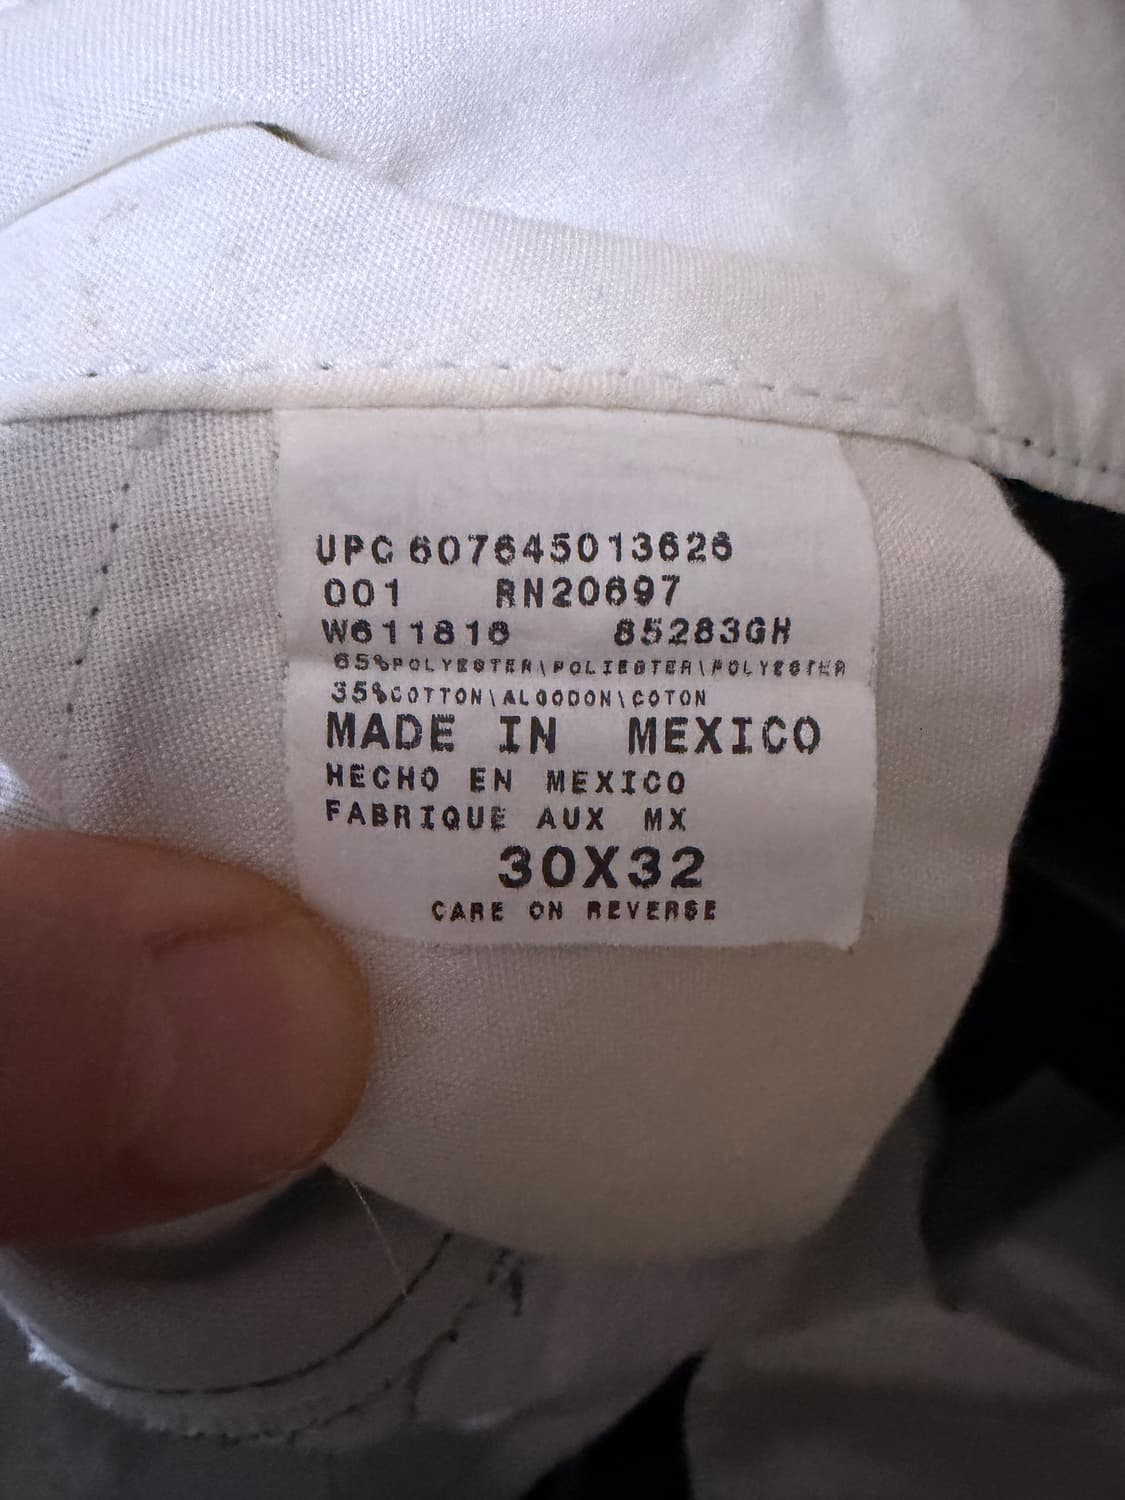 UPC 607645013626
001 RN20697
W611818 85283GH
65%POLYESTER\POLIESTER\POLYESTER
35%COTTON\ALGODON\COTON
MADE IN MEXICO
HECHO EN MEXICO
FABRIQUE AUX MX
30X32
CARE ON REVERSE